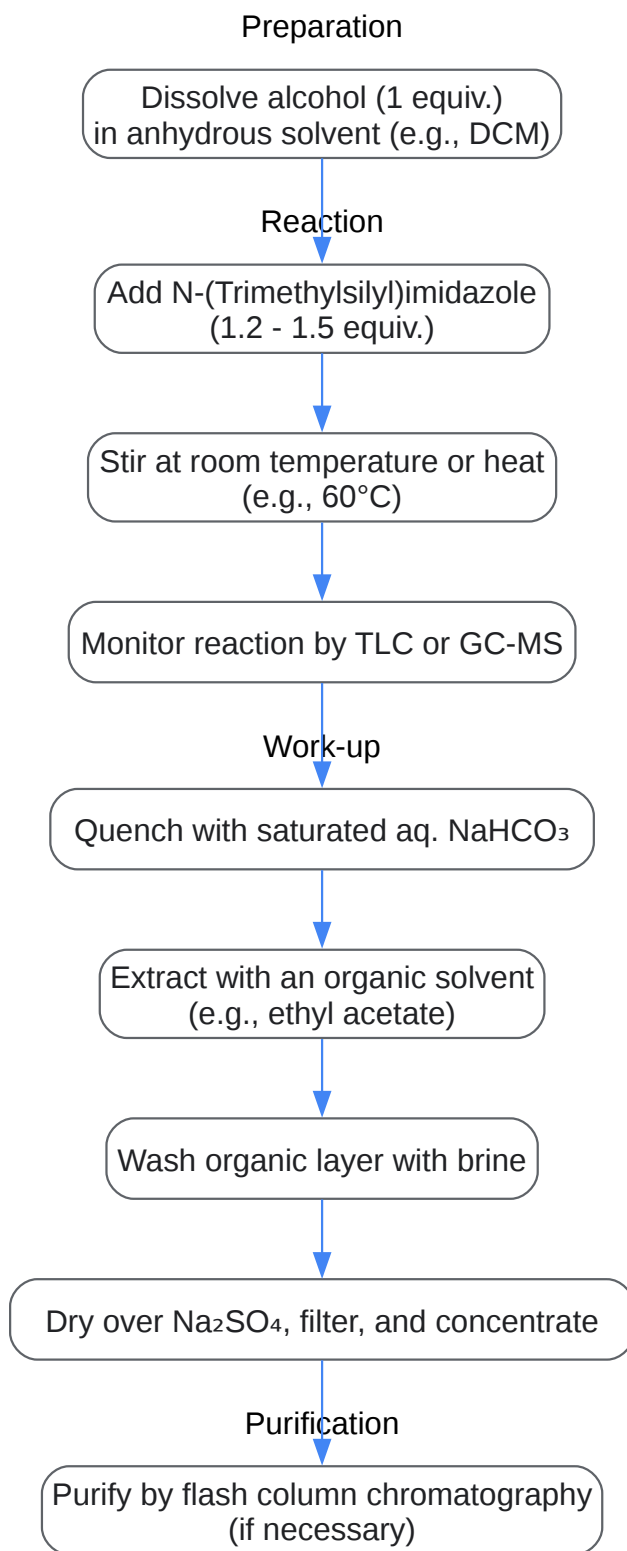 Preparation
Dissolve alcohol (1 equiv.)
in anhydrous solvent (e.g., DCM)
Reaction
Add N-(Trimethylsilyl)imidazole
(1.2 - 1.5 equiv.)
Stir at room temperature or heat
(e.g., 60°C)
Monitor reaction by TLC or GC-MS
Work-up
Quench with saturated aq. NaHCO₃
Extract with an organic solvent
(e.g., ethyl acetate)
Wash organic layer with brine
Dry over Na₂SO₄, filter, and concentrate
Purification
Purify by flash column chromatography
(if necessary)